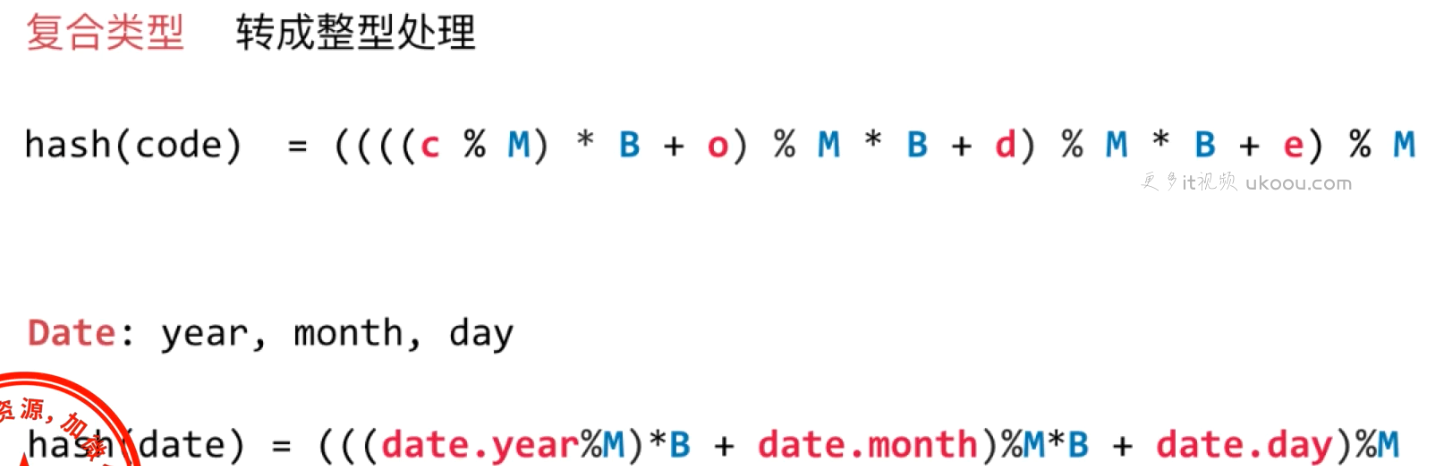 复合类型 转成整型处理
hash(code) = ((((c % M) * B + o) % M * B + d) % M * B + e) % M
更多it视频 ukoou.com
Date: year, month, day
资源,加微
hash(date) = (((date.year%M)*B + date.month)%M*B + date.day)%M